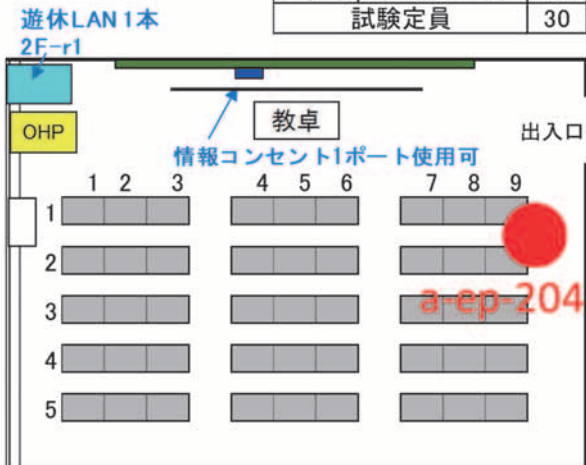 遊休LAN1本
2F-r1
試験定員 30
OHP
教卓
出入口
情報コンセント1ポート使用可
1 2 3 4 5 6 7 8 9
1
2
3
a-ep-204
4
5